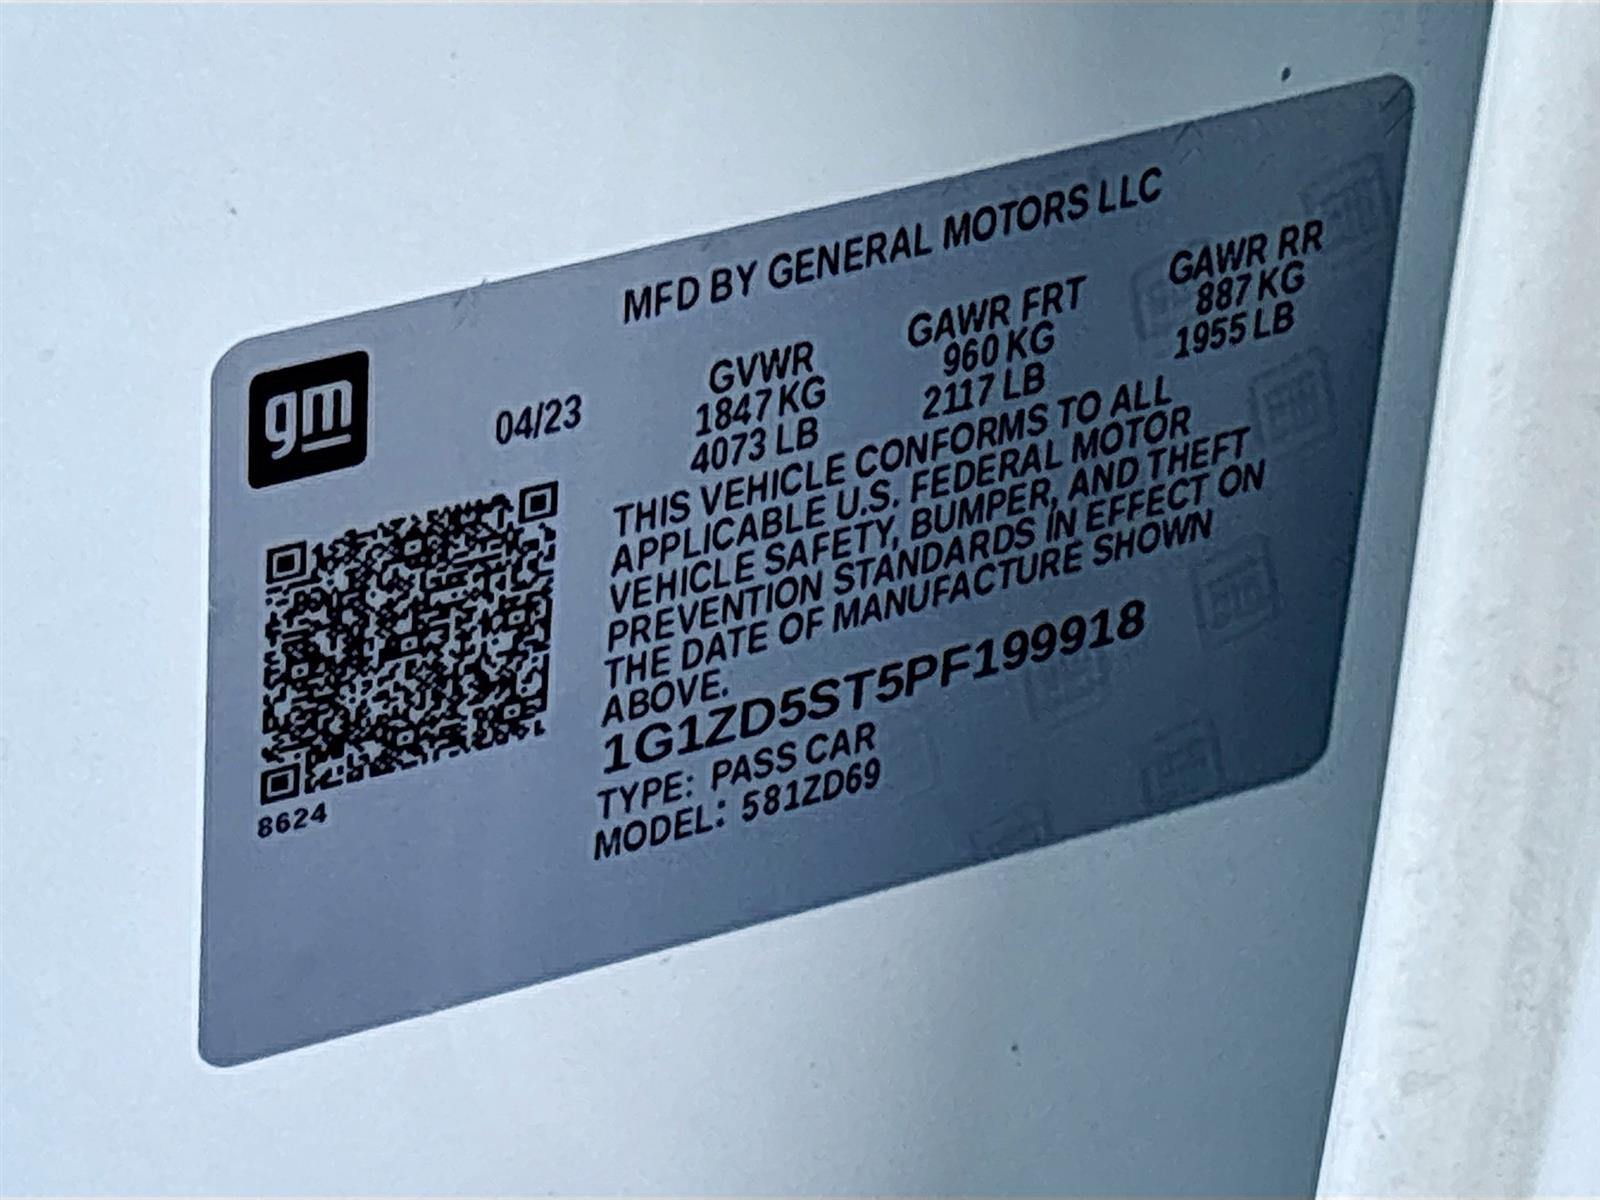 MFD BY GENERAL MOTORS LLC
gm
04/23
GVWR
1847 KG
4073 LB
GAWR FRT
960 KG
2117 LB
GAWR RR
887 KG
1955 LB
THIS VEHICLE CONFORMS TO ALL
APPLICABLE U.S. FEDERAL MOTOR
VEHICLE SAFETY, BUMPER, AND THEFT
PREVENTION STANDARDS IN EFFECT ON
THE DATE OF MANUFACTURE SHOWN
ABOVE.
1G1ZD5ST5PF199918
TYPE: PASS CAR
MODEL: 581ZD69
8624